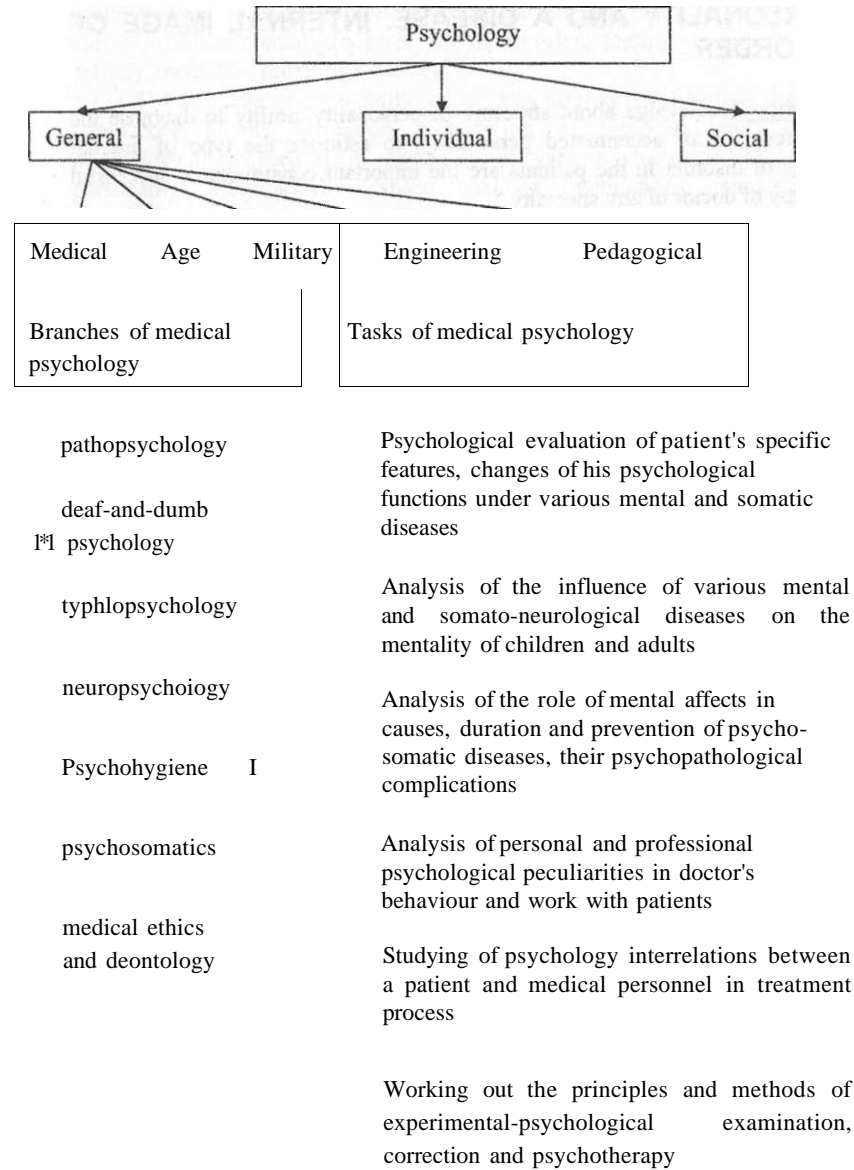 Psychology
General Individual Social
Medical Age Military Engineering Pedagogical
Branches of medical
psychology
Tasks of medical psychology
pathopsychology
deaf-and-dumb
l*l psychology
typhlopsychology
neuropsychoiogy
Psychohygiene I
psychosomatics
medical ethics
and deontology
Psychological evaluation of patient's specific
features, changes of his psychological
functions under various mental and somatic
diseases
Analysis of the influence of various mental
and somato-neurological diseases on the
mentality of children and adults
Analysis of the role of mental affects in
causes, duration and prevention of psycho-
somatic diseases, their psychopathological
complications
Analysis of personal and professional
psychological peculiarities in doctor's
behaviour and work with patients
Studying of psychology interrelations between
a patient and medical personnel in treatment
process
Working out the principles and methods of
experimental-psychological examination,
correction and psychotherapy